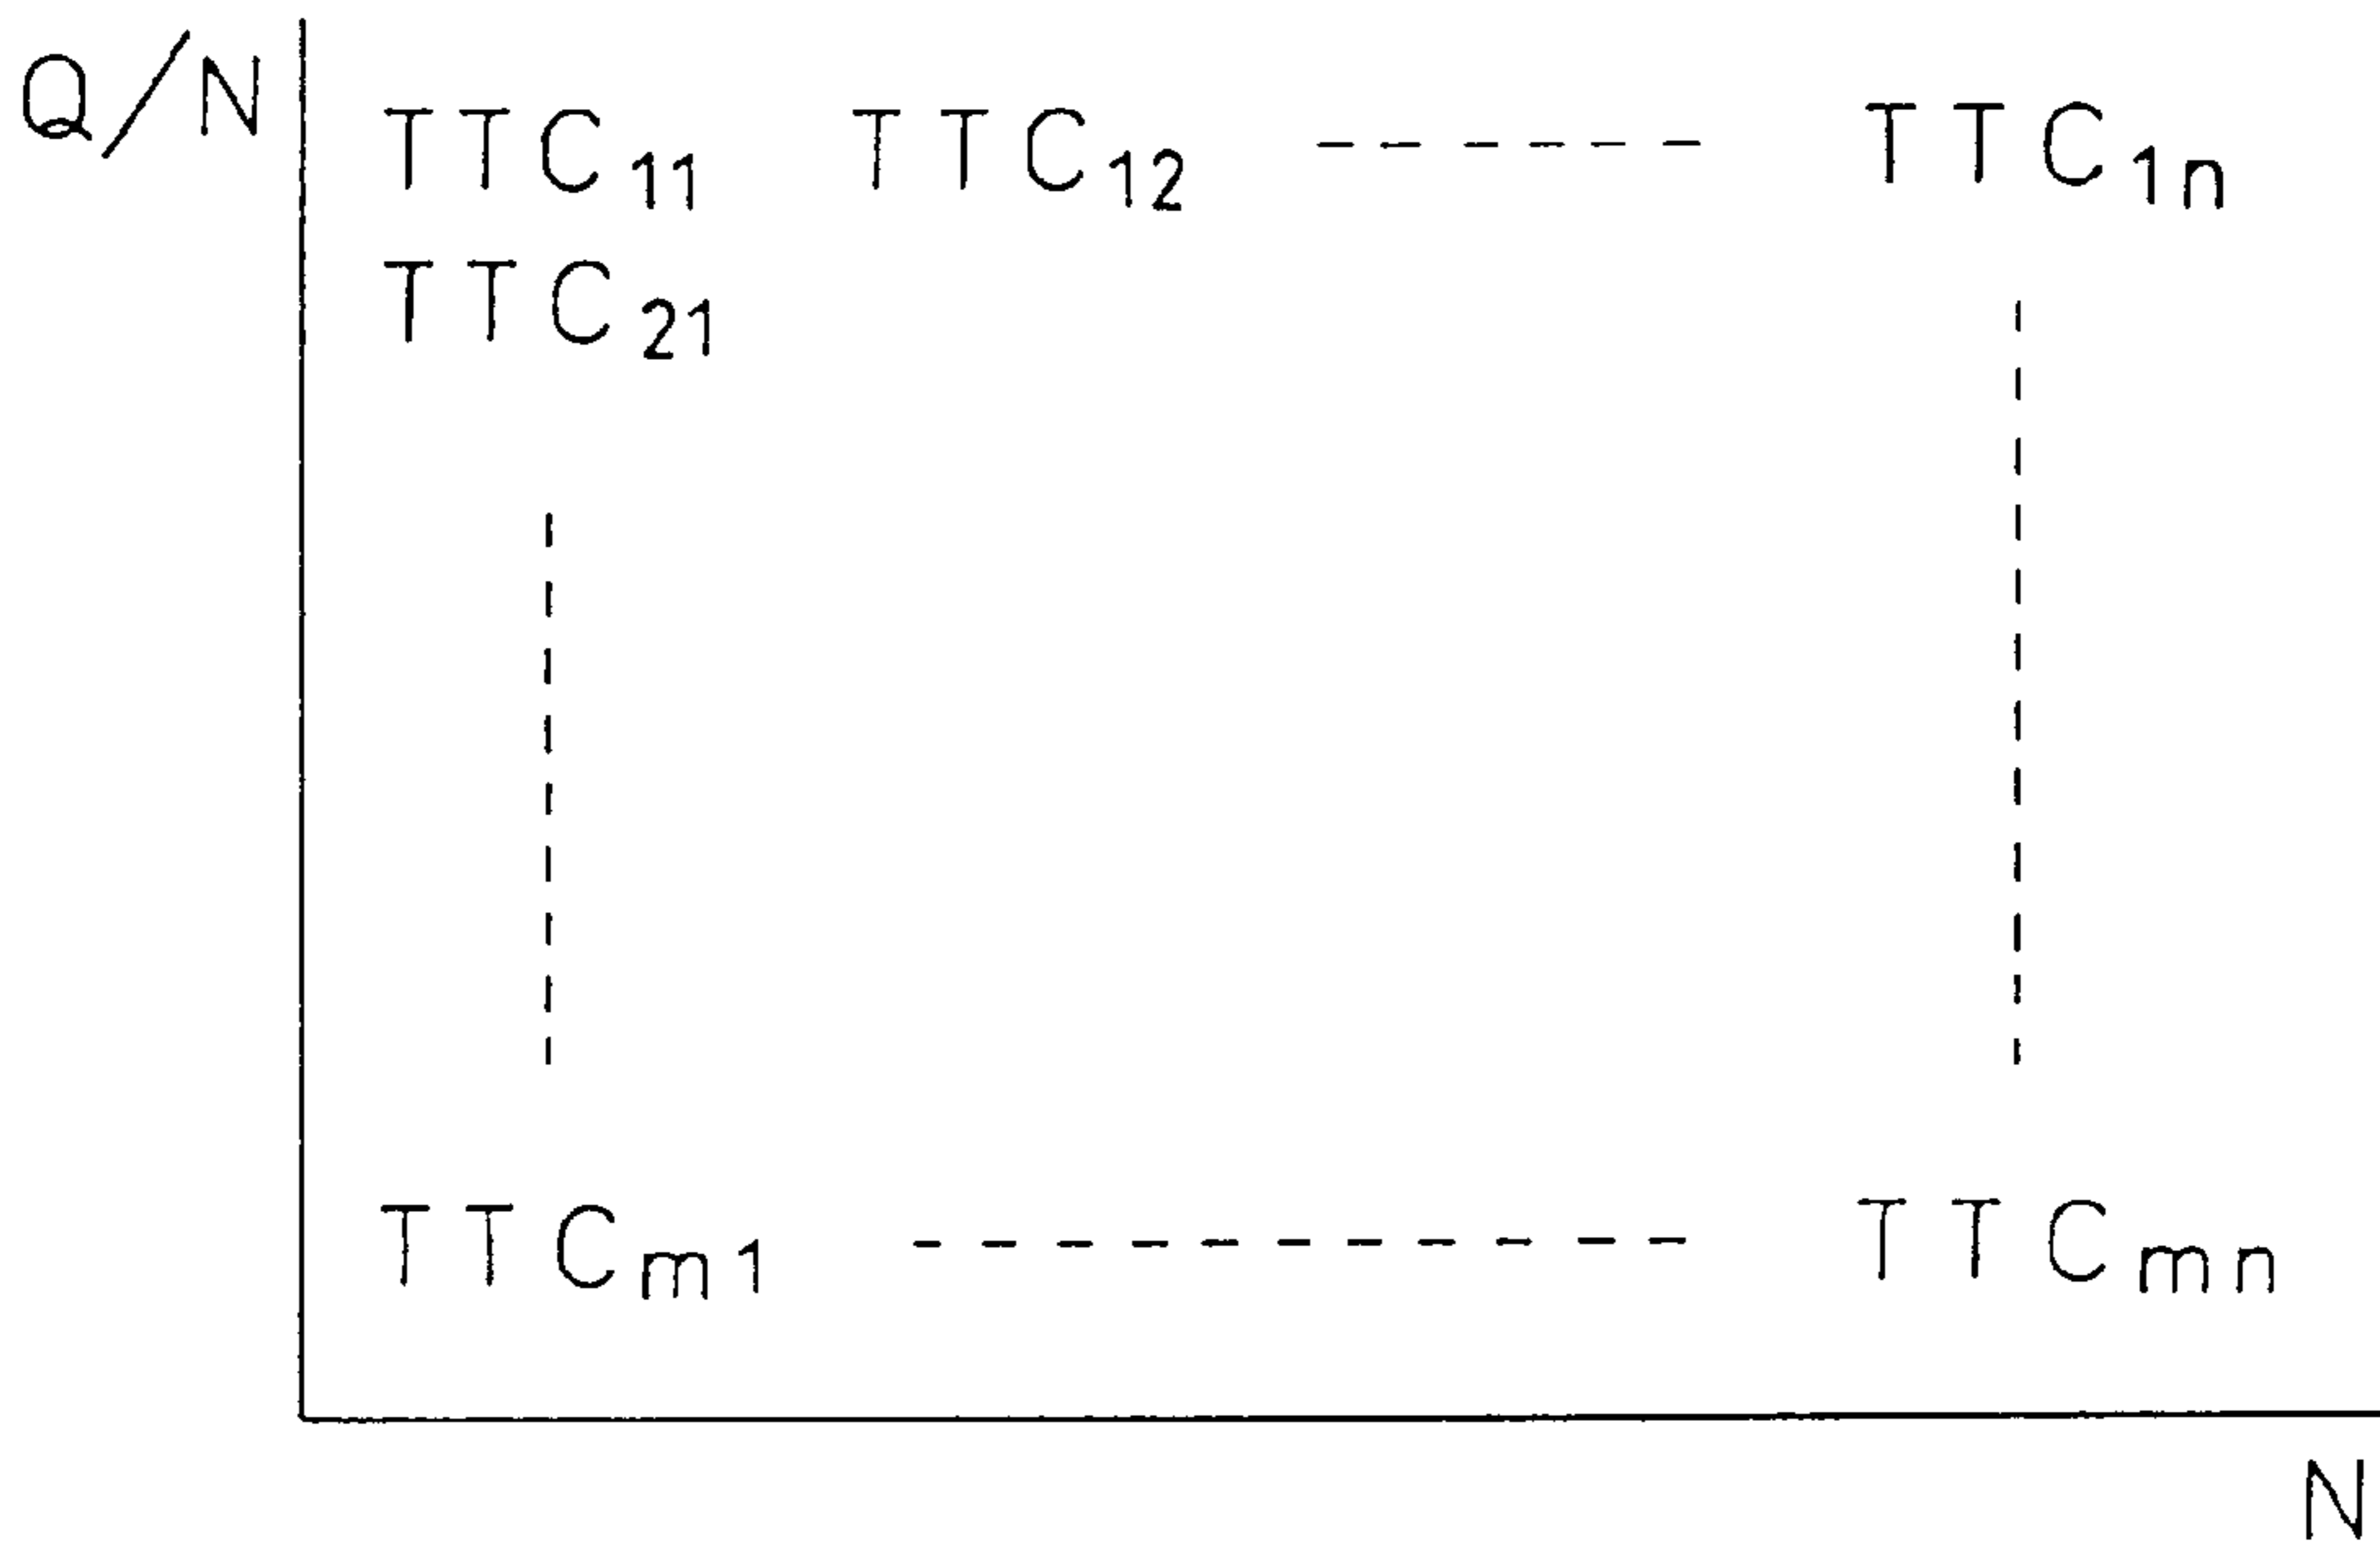 Q/N
TTC11 TTC12 ------ TTC1n
TTC21
TTCm1 ----------- TTCmn
N